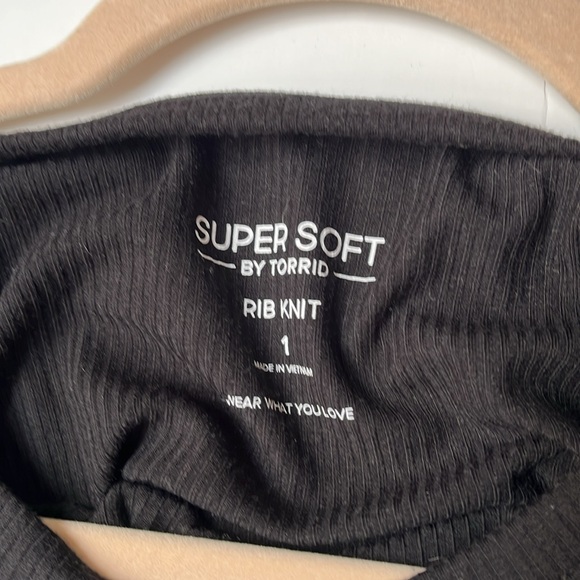 SUPER SOFT
BY TORRID
RIB KNIT
1
MADE IN VIETNAM
WEAR WHAT YOU LOVE